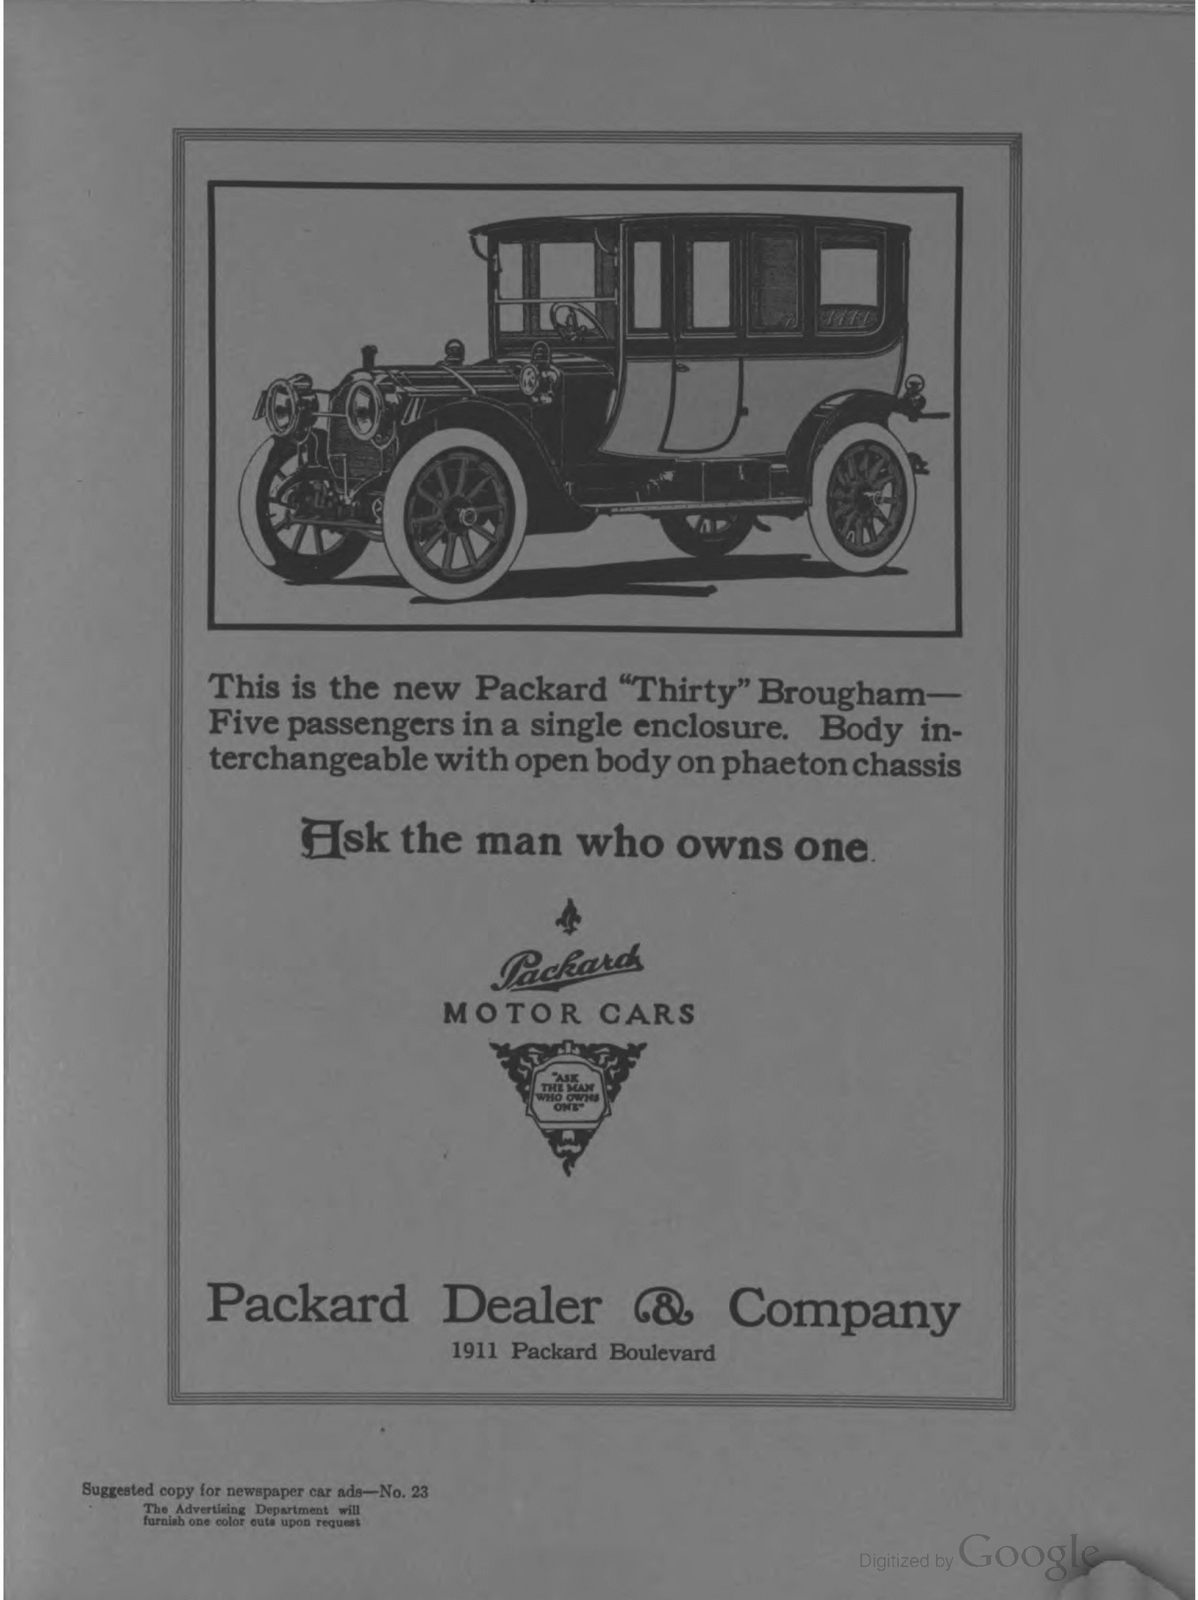 This is the new Packard “Thirty” Brougham—
Five passengers in a single enclosure. Body in-
terchangeable with open body on phaeton chassis
Ask the man who owns one.
Packard
MOTOR CARS
"ASK
THE MAN
WHO OWNS
ONE"
Packard Dealer & Company
1911 Packard Boulevard
Suggested copy for newspaper car ads—No. 23
The Advertising Department will
furnish one color cuts upon request
Digitized by Google